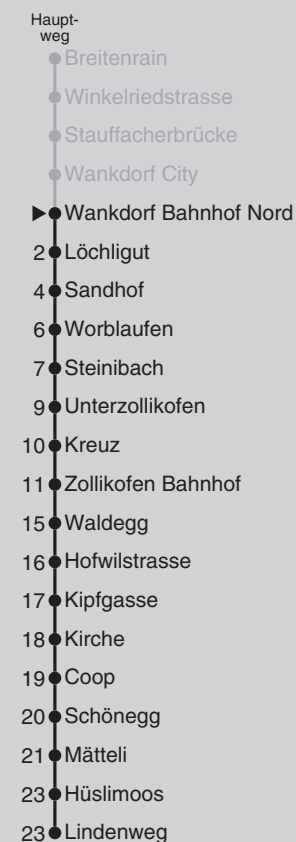 Haupt-
weg
Breitenrain
Winkelriedstrasse
Stauffacherbrücke
Wankdorf City
Wankdorf Bahnhof Nord
2 Löchligut
4 Sandhof
6 Worblaufen
7 Steinibach
9 Unterzollikofen
10 Kreuz
11 Zollikofen Bahnhof
15 Waldegg
16 Hofwilstrasse
17 Kipfgasse
18 Kirche
19 Coop
20 Schönegg
21 Mätteli
23 Hüslimoos
23 Lindenweg